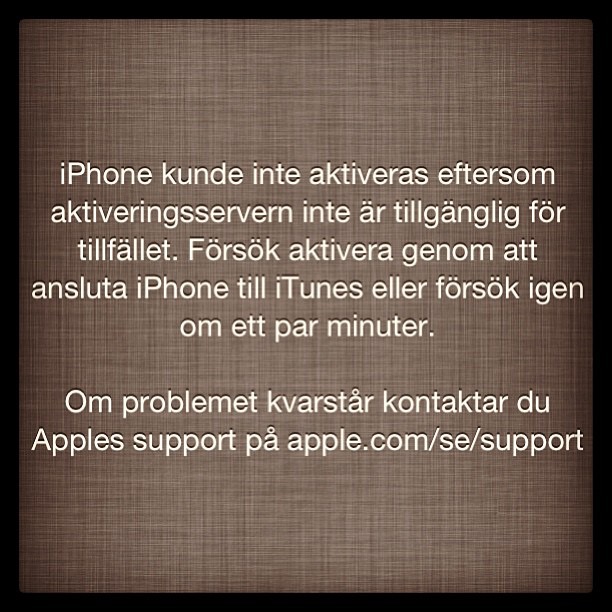 iPhone kunde inte aktiveras eftersom
aktiveringsservern inte är tillgänglig för
tillfället. Försök aktivera genom att
ansluta iPhone till iTunes eller försök igen
om ett par minuter.
Om problemet kvarstår kontaktar du
Apples support på apple.com/se/support